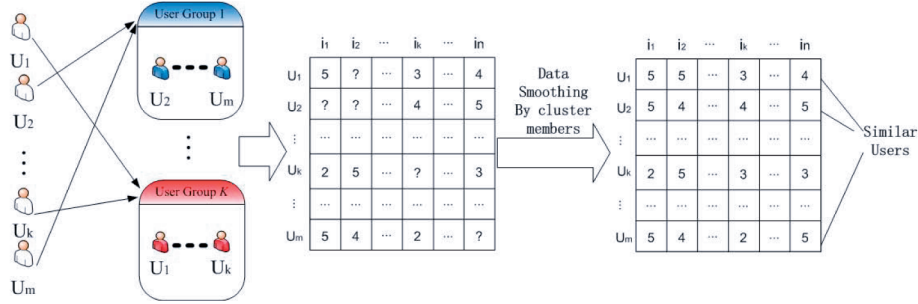 U1
U2
⋮
Uk
Um
User Group 1
U2 Um
⋮
User Group K
U1 Uk
i1 i2 ... ik ... in
U1 5 ? ... 3 ... 4
U2 ? ? ... 4 ... 5
⋮ ... ... ... ... ... ...
Uk 2 5 ... ? ... 3
⋮ ... ... ... ... ... ...
Um 5 4 ... 2 ... ?
Data
Smoothing
By cluster
members
i1 i2 ... ik ... in
U1 5 5 ... 3 ... 4
U2 5 4 ... 4 ... 5
⋮ ... ... ... ... ... ...
Uk 2 5 ... 3 ... 3
⋮ ... ... ... ... ... ...
Um 5 4 ... 2 ... 5
Similar
Users